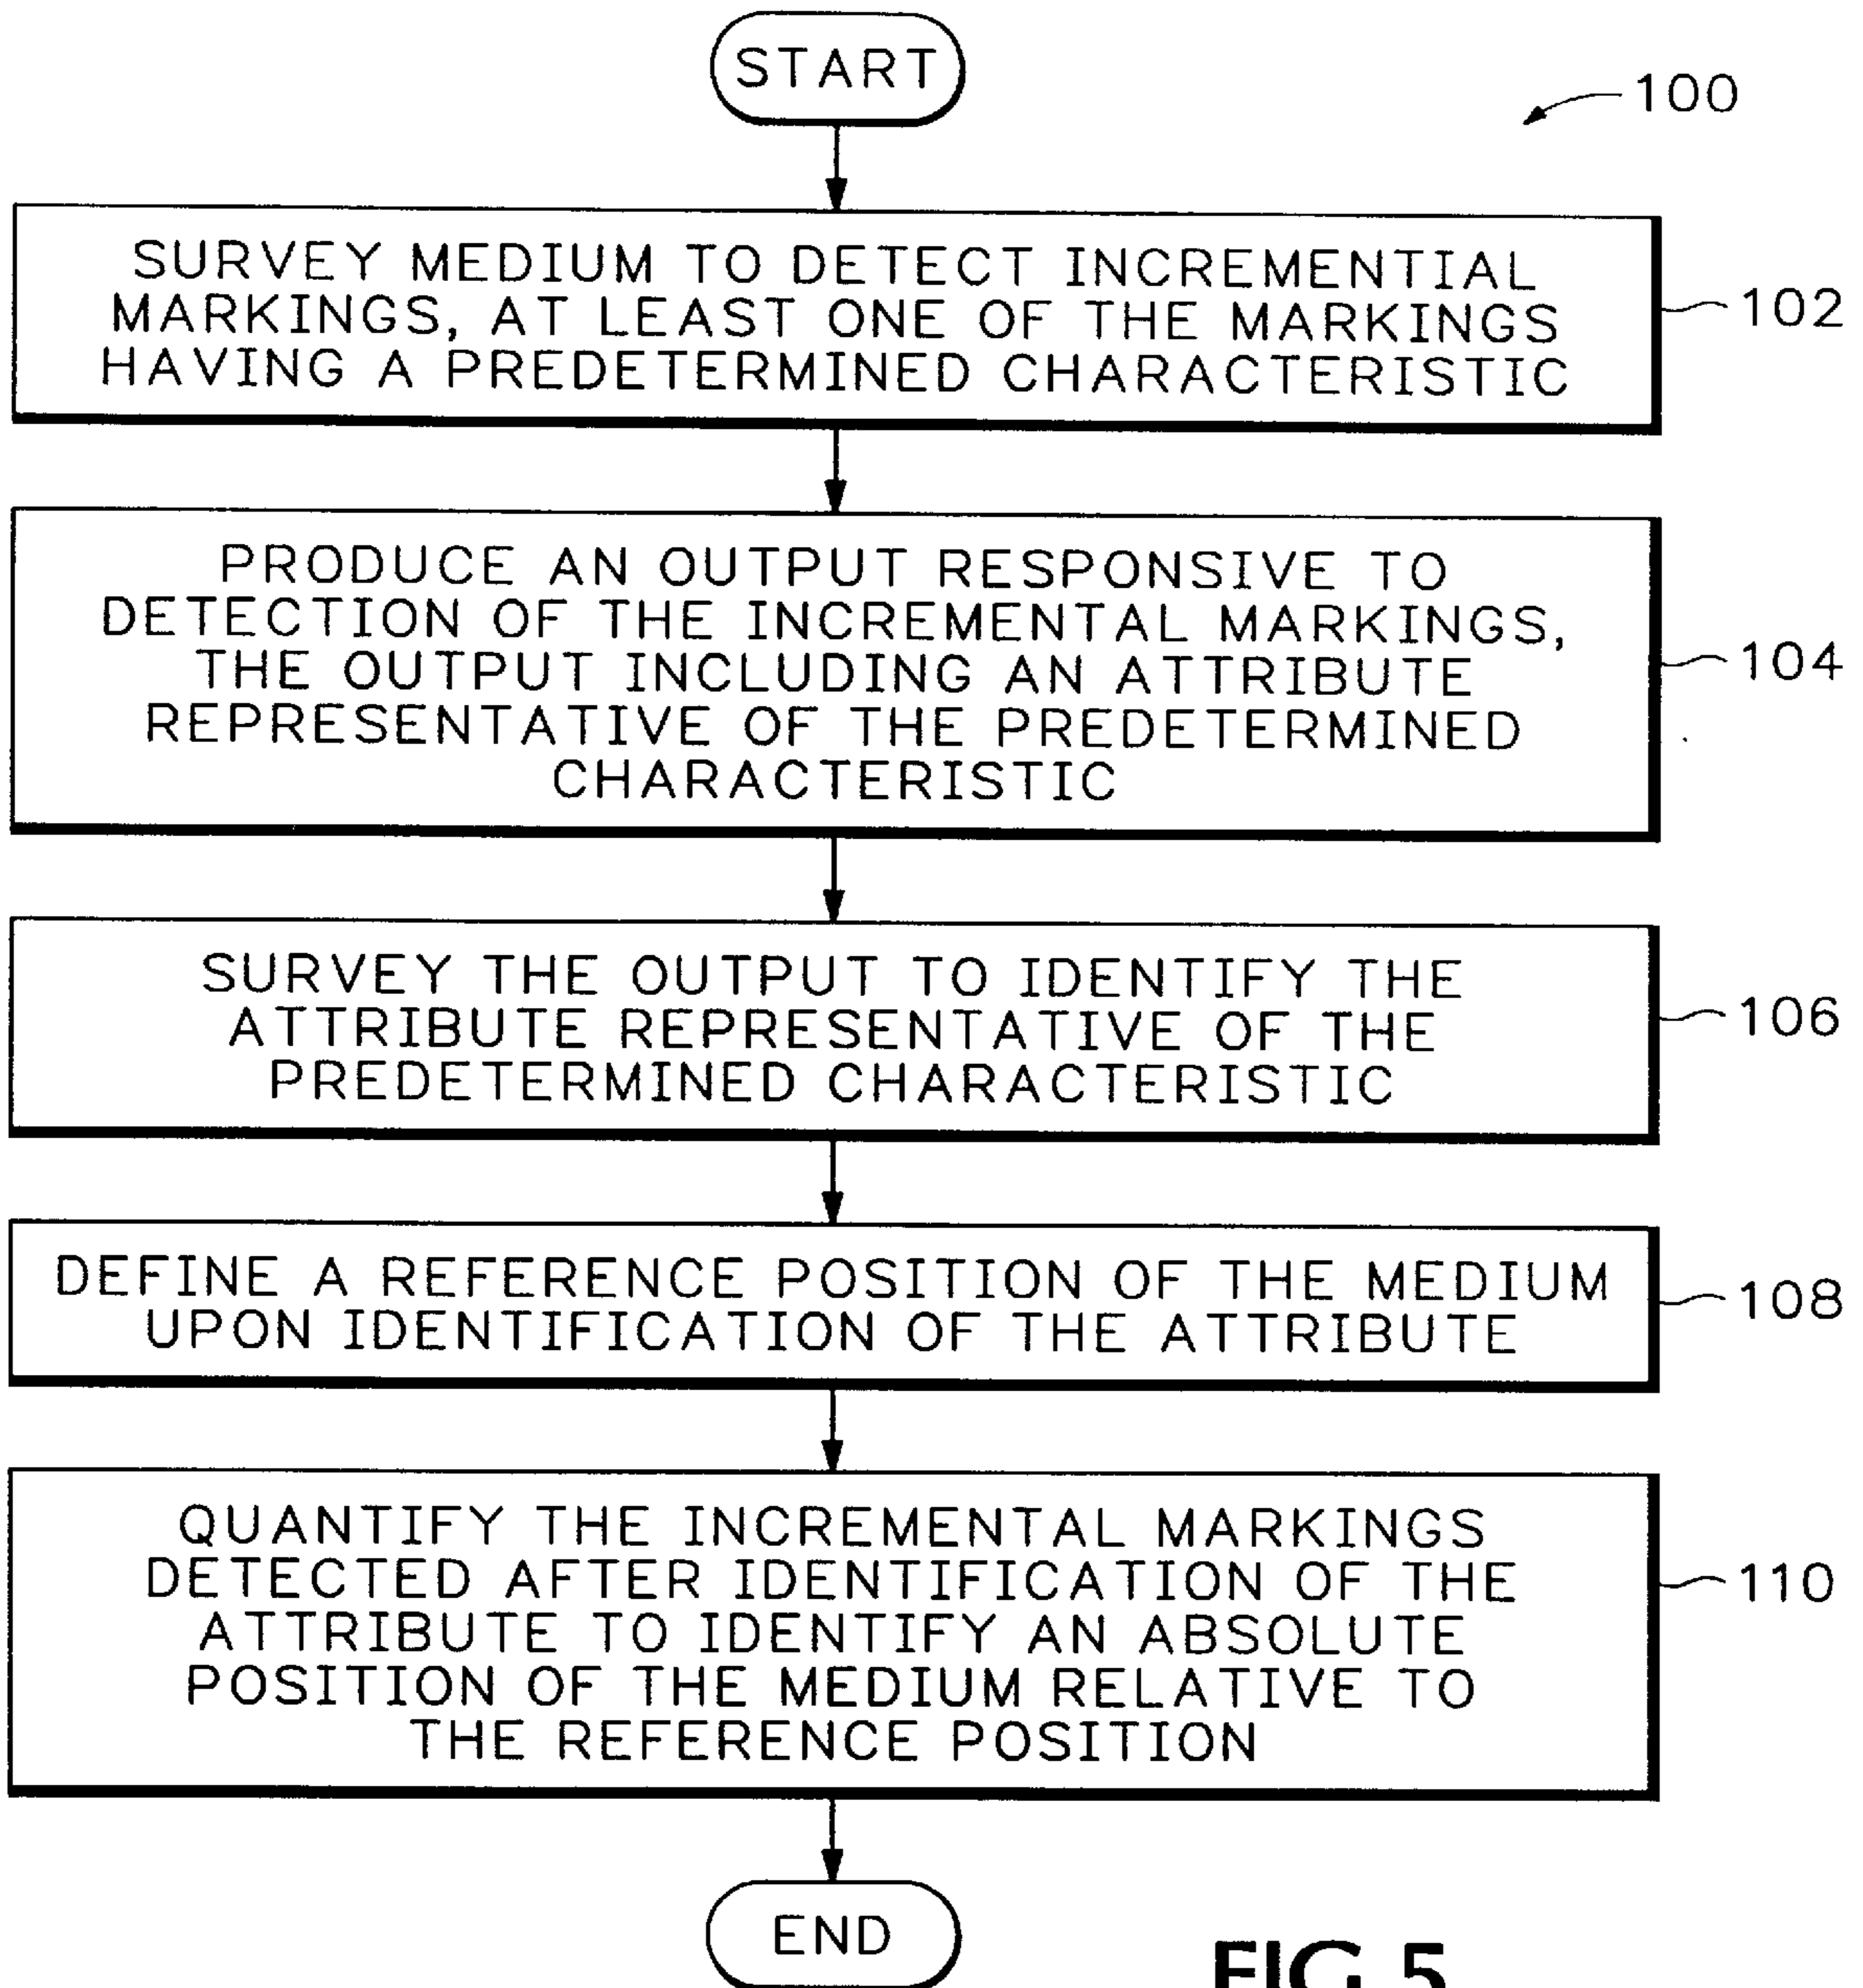 START
100
SURVEY MEDIUM TO DETECT INCREMENTIAL
MARKINGS, AT LEAST ONE OF THE MARKINGS
HAVING A PREDETERMINED CHARACTERISTIC
102
PRODUCE AN OUTPUT RESPONSIVE TO
DETECTION OF THE INCREMENTAL MARKINGS,
THE OUTPUT INCLUDING AN ATTRIBUTE
REPRESENTATIVE OF THE PREDETERMINED
CHARACTERISTIC
104
SURVEY THE OUTPUT TO IDENTIFY THE
ATTRIBUTE REPRESENTATIVE OF THE
PREDETERMINED CHARACTERISTIC
106
DEFINE A REFERENCE POSITION OF THE MEDIUM
UPON IDENTIFICATION OF THE ATTRIBUTE
108
QUANTIFY THE INCREMENTAL MARKINGS
DETECTED AFTER IDENTIFICATION OF THE
ATTRIBUTE TO IDENTIFY AN ABSOLUTE
POSITION OF THE MEDIUM RELATIVE TO
THE REFERENCE POSITION
110
END
FIG 5